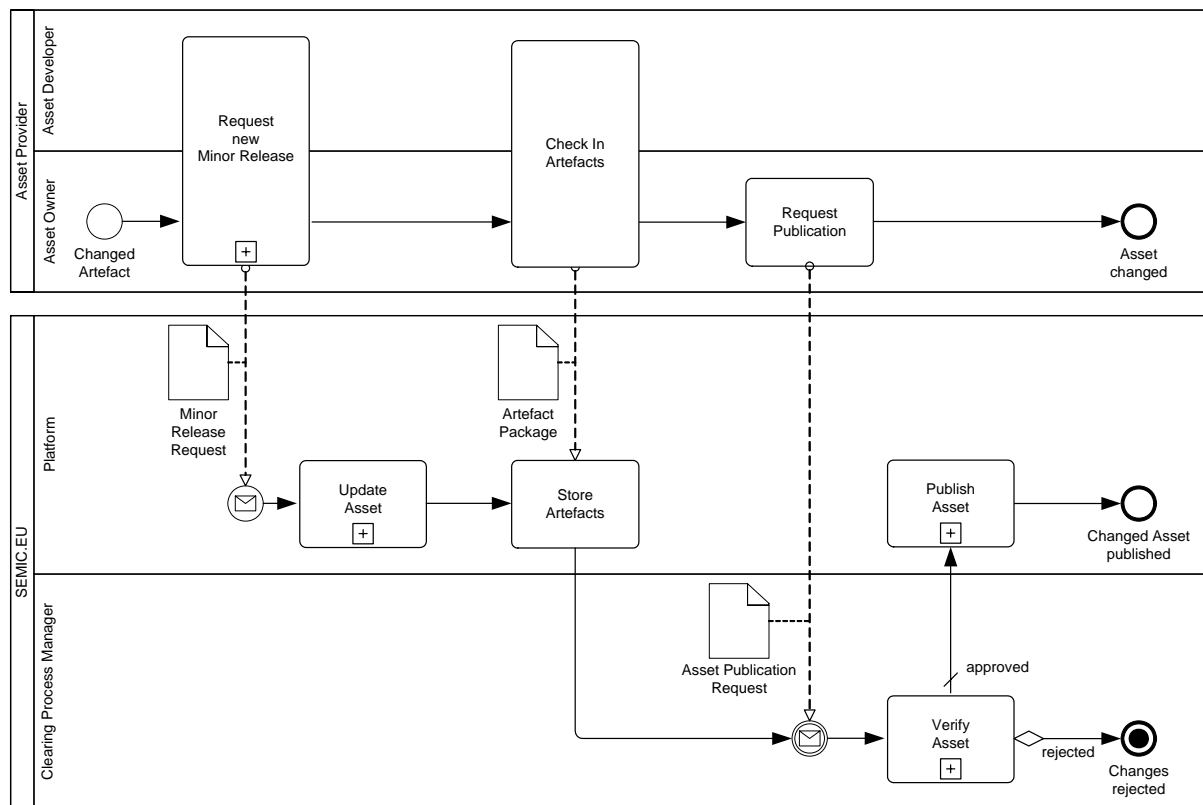 Asset Provider
Asset Developer
Asset Owner
Request
new
Minor Release
Check In
Artefacts
Changed
Artefact
Request
Publication
Asset
changed
SEMIC.EU
Platform
Clearing Process Manager
Minor
Release
Request
Artefact
Package
Update
Asset
Store
Artefacts
Publish
Asset
Changed Asset
published
Asset Publication
Request
approved
Verify
Asset
rejected
Changes
rejected